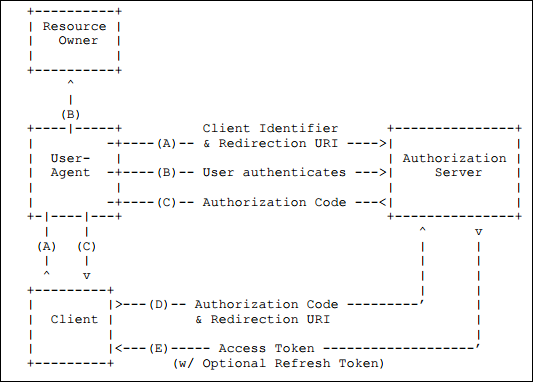 Resource
Owner
(B)
Client Identifier
(A) & Redirection URI
User-
Agent
(B) User authenticates
Authorization
Server
(C) Authorization Code
(A) (C)
(D) Authorization Code
Client & Redirection URI
(E) Access Token
(w/ Optional Refresh Token)